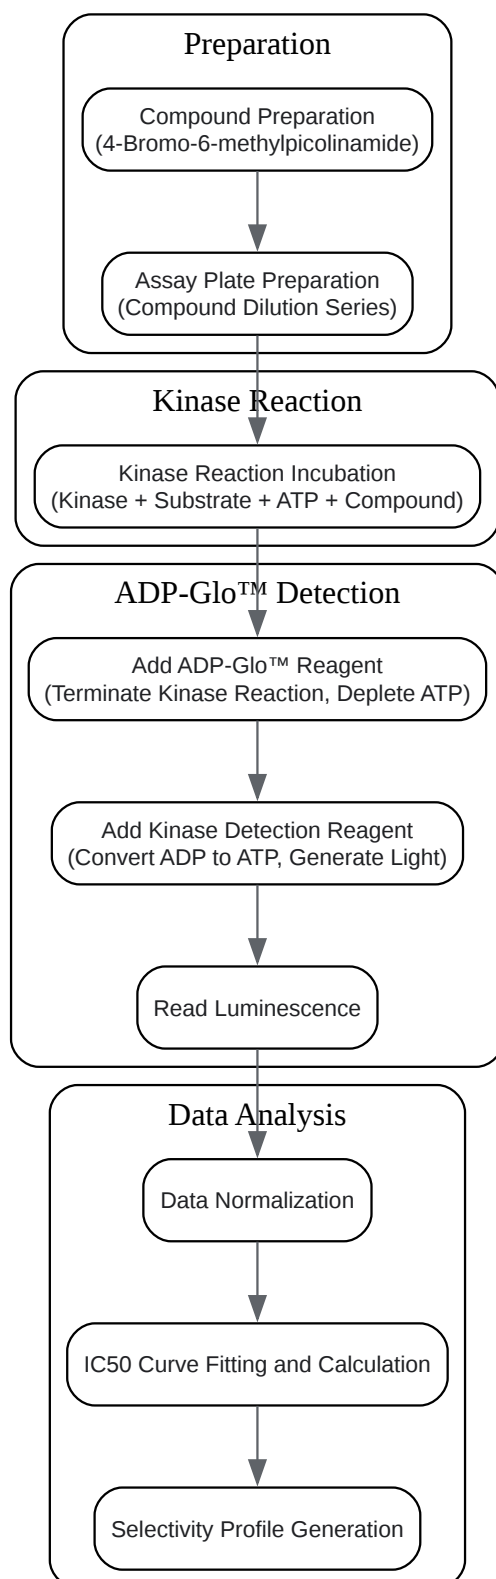 Preparation
Compound Preparation
(4-Bromo-6-methylpicolinamide)
Assay Plate Preparation
(Compound Dilution Series)
Kinase Reaction
Kinase Reaction Incubation
(Kinase + Substrate + ATP + Compound)
ADP-Glo™ Detection
Add ADP-Glo™ Reagent
(Terminate Kinase Reaction, Deplete ATP)
Add Kinase Detection Reagent
(Convert ADP to ATP, Generate Light)
Read Luminescence
Data Analysis
Data Normalization
IC50 Curve Fitting and Calculation
Selectivity Profile Generation